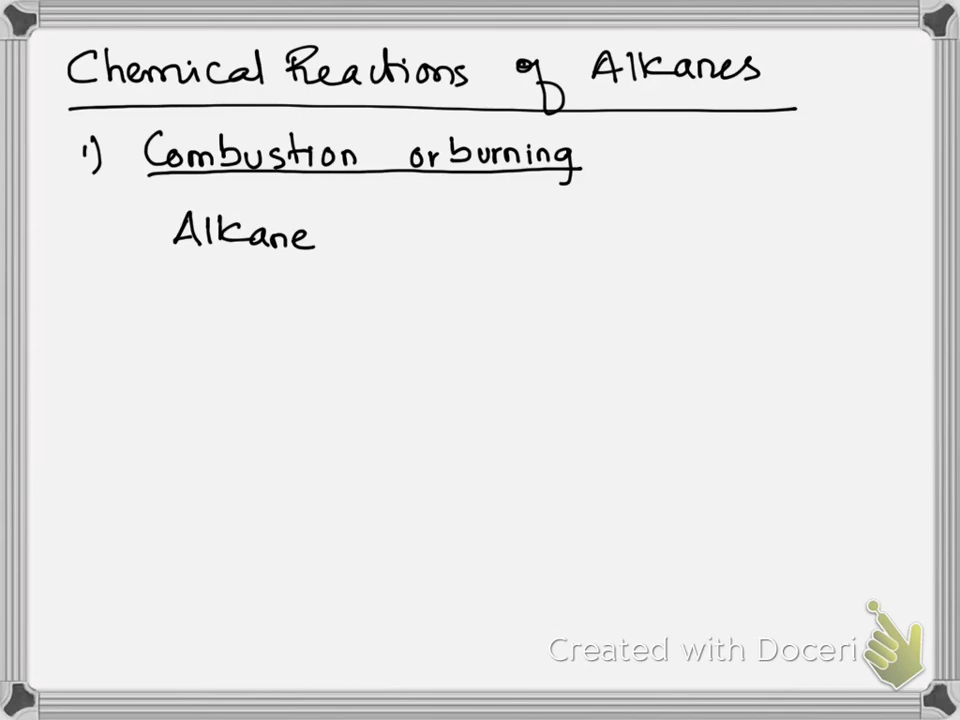 Chemical Reactions of Alkanes
1) Combustion or burning
Alkane
Created with Doceri